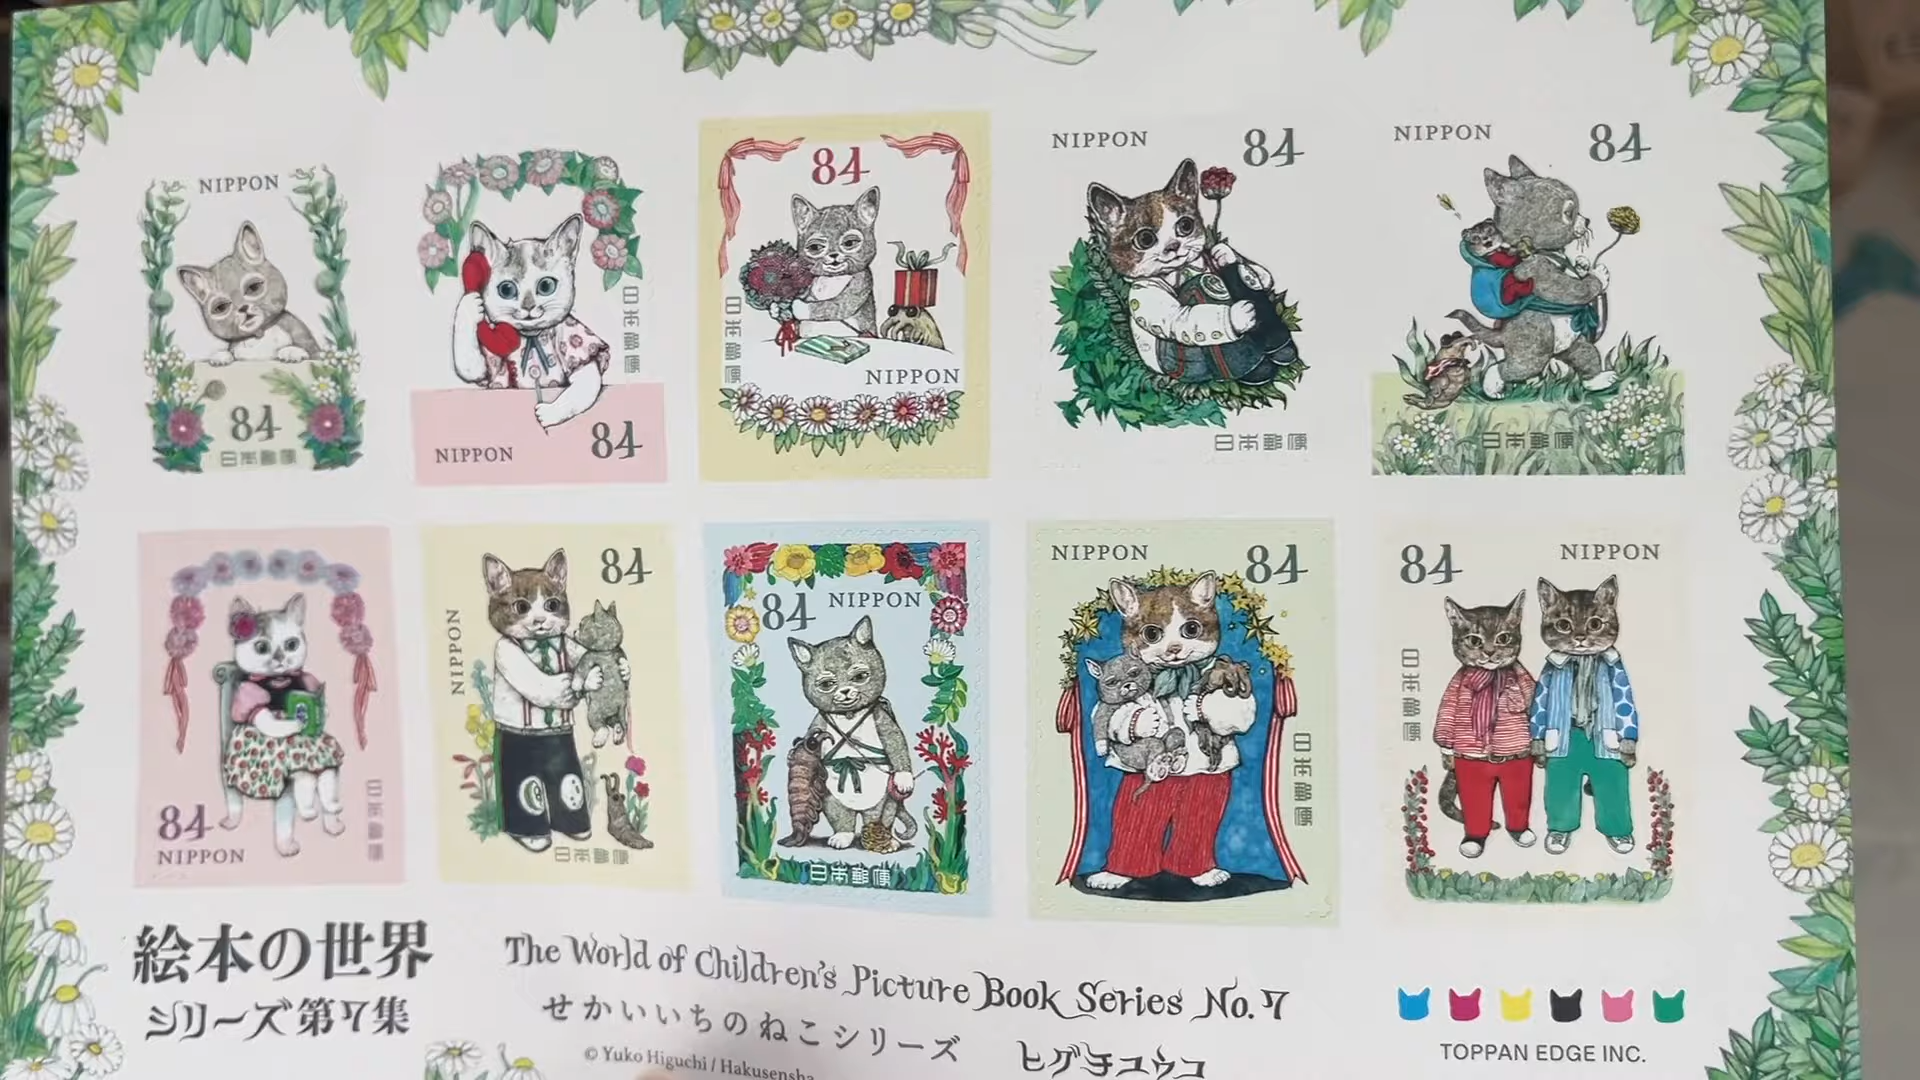 NIPPON
84
日本郵便
日本郵便
NIPPON
84
84
日本郵便
NIPPON
NIPPON
84
日本郵便
NIPPON
84
日本郵便
84
NIPPON
日本郵便
84
NIPPON
日本郵便
84
NIPPON
日本郵便
NIPPON
84
日本郵便
84
NIPPON
日本郵便
絵本の世界
シリーズ第7集
The World of Children's Picture Book Series No. 7
せかいいちのねこシリーズ
ヒグチユウコ
© Yuko Higuchi / Hakusensha
TOPPAN EDGE INC.